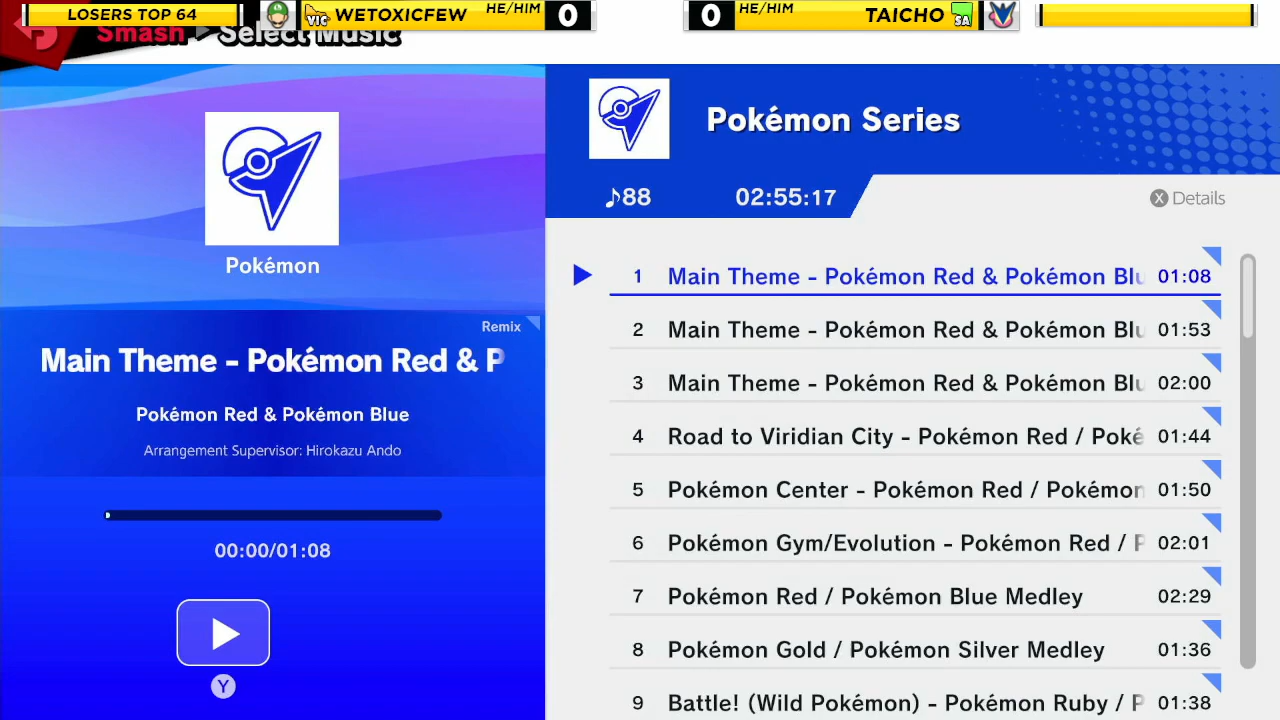 LOSERS TOP 64
VIC WETOXICFEW HE/HIM 0
0 HE/HIM TAICHO SA
Smash Select Music
Pokémon
Remix
Main Theme - Pokémon Red & P
Pokémon Red & Pokémon Blue
Arrangement Supervisor: Hirokazu Ando
00:00/01:08
Y
Pokémon Series
♪88 02:55:17
X Details
1 Main Theme - Pokémon Red & Pokémon Blu 01:08
2 Main Theme - Pokémon Red & Pokémon Blu 01:53
3 Main Theme - Pokémon Red & Pokémon Blu 02:00
4 Road to Viridian City - Pokémon Red / Poké 01:44
5 Pokémon Center - Pokémon Red / Pokémon 01:50
6 Pokémon Gym/Evolution - Pokémon Red / P 02:01
7 Pokémon Red / Pokémon Blue Medley 02:29
8 Pokémon Gold / Pokémon Silver Medley 01:36
9 Battle! (Wild Pokémon) - Pokémon Ruby / P 01:38